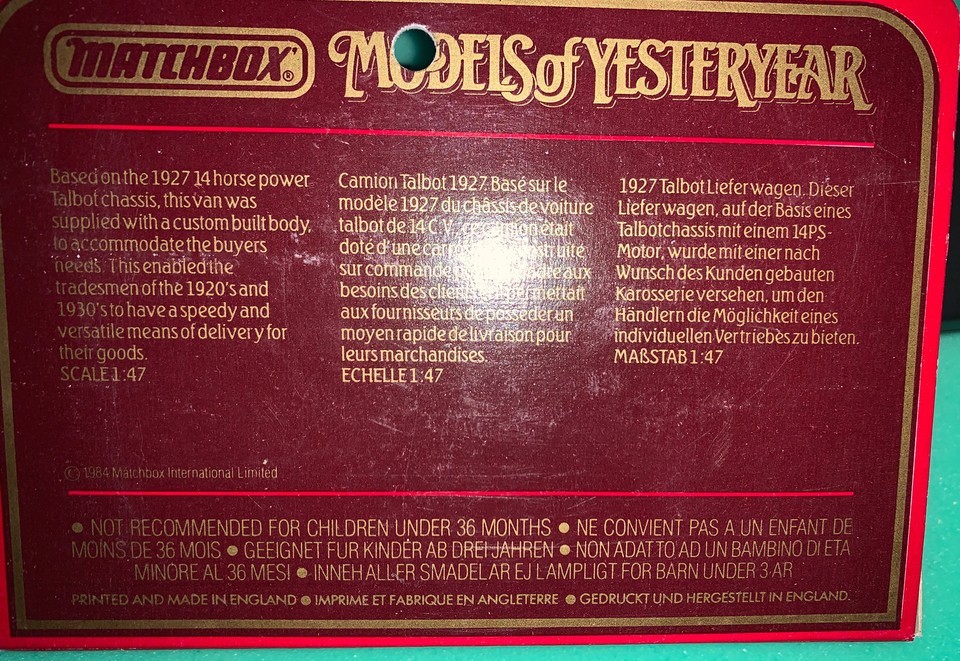 MATCHBOX ®
MODELS of YESTERYEAR
Based on the 1927 14 horse power
Talbot chassis, this van was
supplied with a custom built body,
to accommodate the buyers
needs. This enabled the
tradesmen of the 1920's and
1930's to have a speedy and
versatile means of delivery for
their goods.
SCALE 1:47
Camion Talbot 1927. Basé sur le
modèle 1927 du châssis de voiture
talbot de 14 C.V., était
doté d'une
sur commande aux
besoins des permettait
aux fournisseurs de posséder un
moyen rapide de livraison pour
leurs marchandises.
ECHELLE 1:47
1927 Talbot Liefer wagen. Dieser
Liefer wagen, auf der Basis eines
Talbotchassis mit einem 14PS-
Motor, wurde mit einer nach
Wunsch des Kunden gebauten
Karosserie versehen, um den
Händlern die Möglichkeit eines
individuellen Vertriebes zu bieten.
MAßSTAB 1:47
© 1984 Matchbox International Limited
• NOT RECOMMENDED FOR CHILDREN UNDER 36 MONTHS • NE CONVIENT PAS A UN ENFANT DE
MOINS DE 36 MOIS • GEEIGNET FUR KINDER AB DREI JAHREN • NON ADATTO AD UN BAMBINO DI ETA
MINORE AL 36 MESI • INNEHALLER SMADELAR EJ LAMPLIGT FOR BARN UNDER 3·AR
PRINTED AND MADE IN ENGLAND • IMPRIME ET FABRIQUE EN ANGLETERRE • GEDRUCKT UND HERGESTELLT IN ENGLAND.